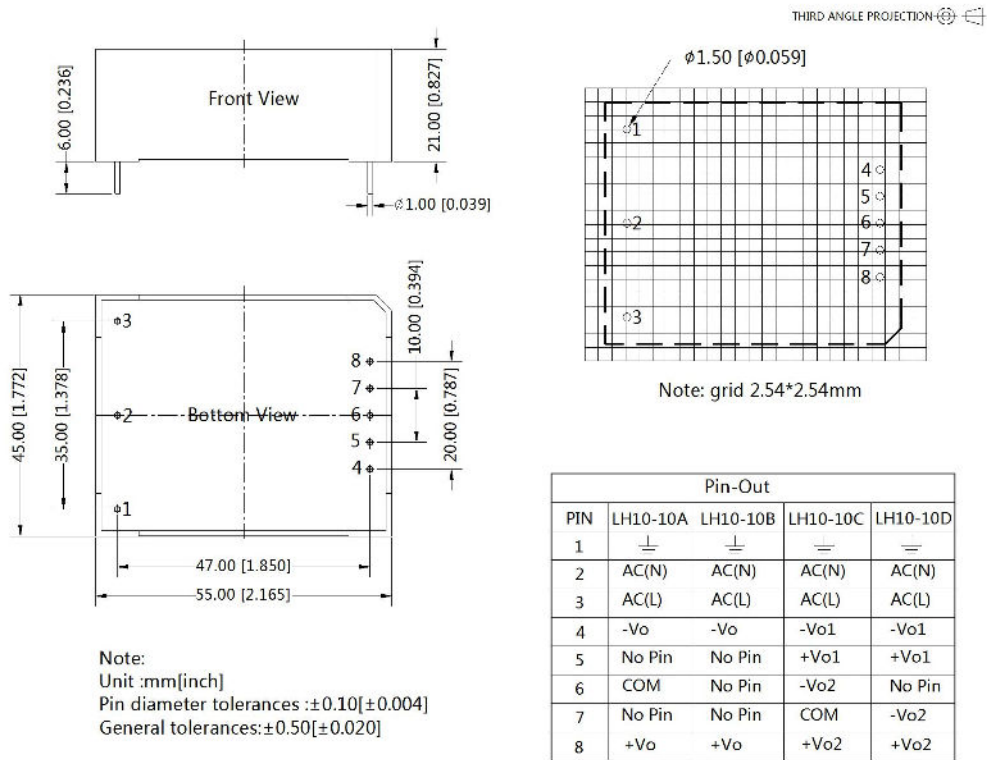 THIRD ANGLE PROJECTION
6.00 [0.236]
Front View
21.00 [0.827]
⌀1.00 [0.039]
⌀1.50 [⌀0.059]
1
2
3
4
5
6
7
8
Note: grid 2.54*2.54mm
45.00 [1.772]
35.00 [1.378]
3
2
1
Bottom View
8
7
6
5
4
10.00 [0.394]
20.00 [0.787]
47.00 [1.850]
55.00 [2.165]
Note:
Unit :mm[inch]
Pin diameter tolerances :±0.10[±0.004]
General tolerances:±0.50[±0.020]
Pin-Out
PIN LH10-10A LH10-10B LH10-10C LH10-10D
1
2 AC(N) AC(N) AC(N) AC(N)
3 AC(L) AC(L) AC(L) AC(L)
4 -Vo -Vo -Vo1 -Vo1
5 No Pin No Pin +Vo1 +Vo1
6 COM No Pin -Vo2 No Pin
7 No Pin No Pin COM -Vo2
8 +Vo +Vo +Vo2 +Vo2